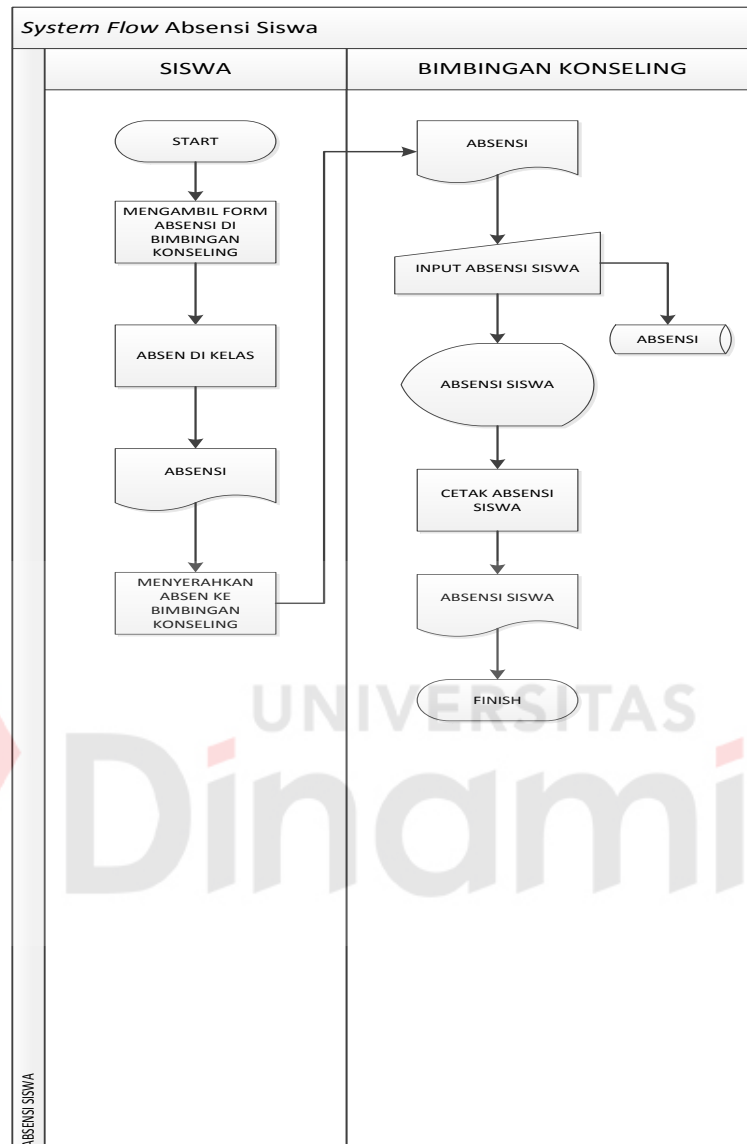 System Flow Absensi Siswa
SISWA
BIMBINGAN KONSELING
START
MENGAMBIL FORM
ABSENSI DI
BIMBINGAN
KONSELING
ABSEN DI KELAS
ABSENSI
MENYERAHKAN
ABSEN KE
BIMBINGAN
KONSELING
ABSENSI
INPUT ABSENSI SISWA
ABSENSI
ABSENSI SISWA
CETAK ABSENSI
SISWA
ABSENSI SISWA
FINISH
UNIVERSITAS
Dinami
ABSENSI SISWA